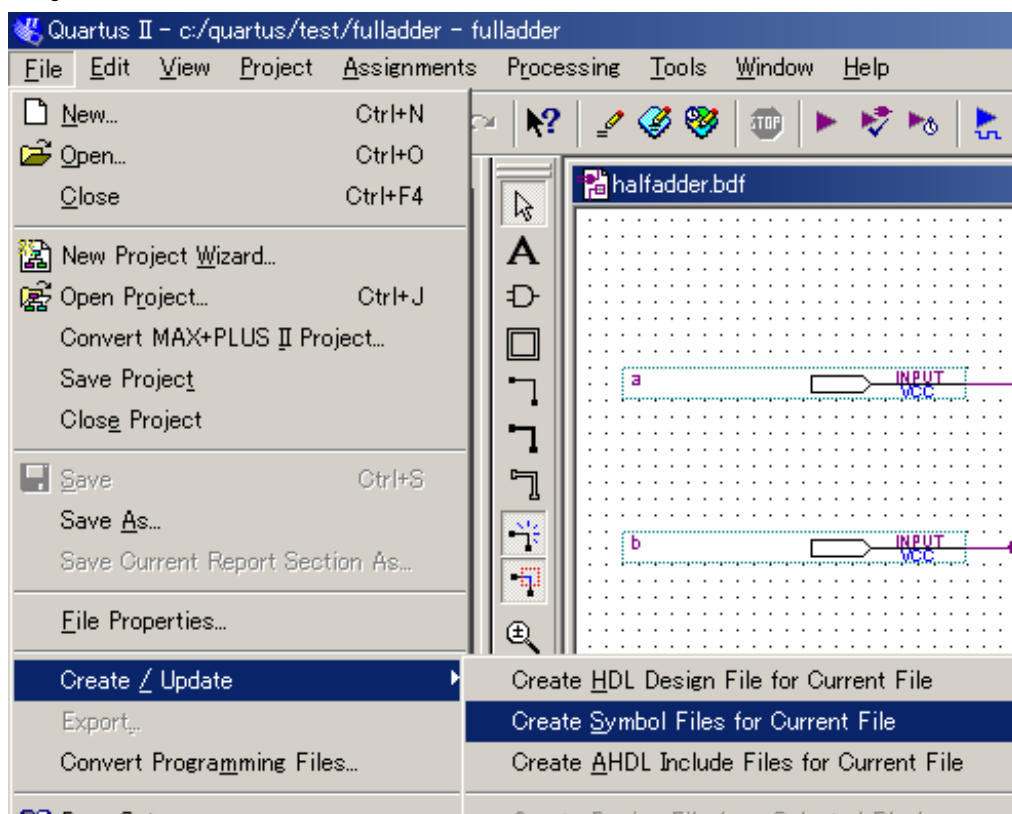 Quartus II - c:/quartus/test/fulladder - fulladder
File Edit View Project Assignments Processing Tools Window Help
New... Ctrl+N
Open... Ctrl+O
Close Ctrl+F4
New Project Wizard...
Open Project... Ctrl+J
Convert MAX+PLUS II Project...
Save Project
Close Project
Save Ctrl+S
Save As...
Save Current Report Section As...
File Properties...
Create / Update
Export...
Convert Programming Files...
STOP
halfadder.bdf
a INPUT
VCC
b INPUT
VCC
Create HDL Design File for Current File
Create Symbol Files for Current File
Create AHDL Include Files for Current File